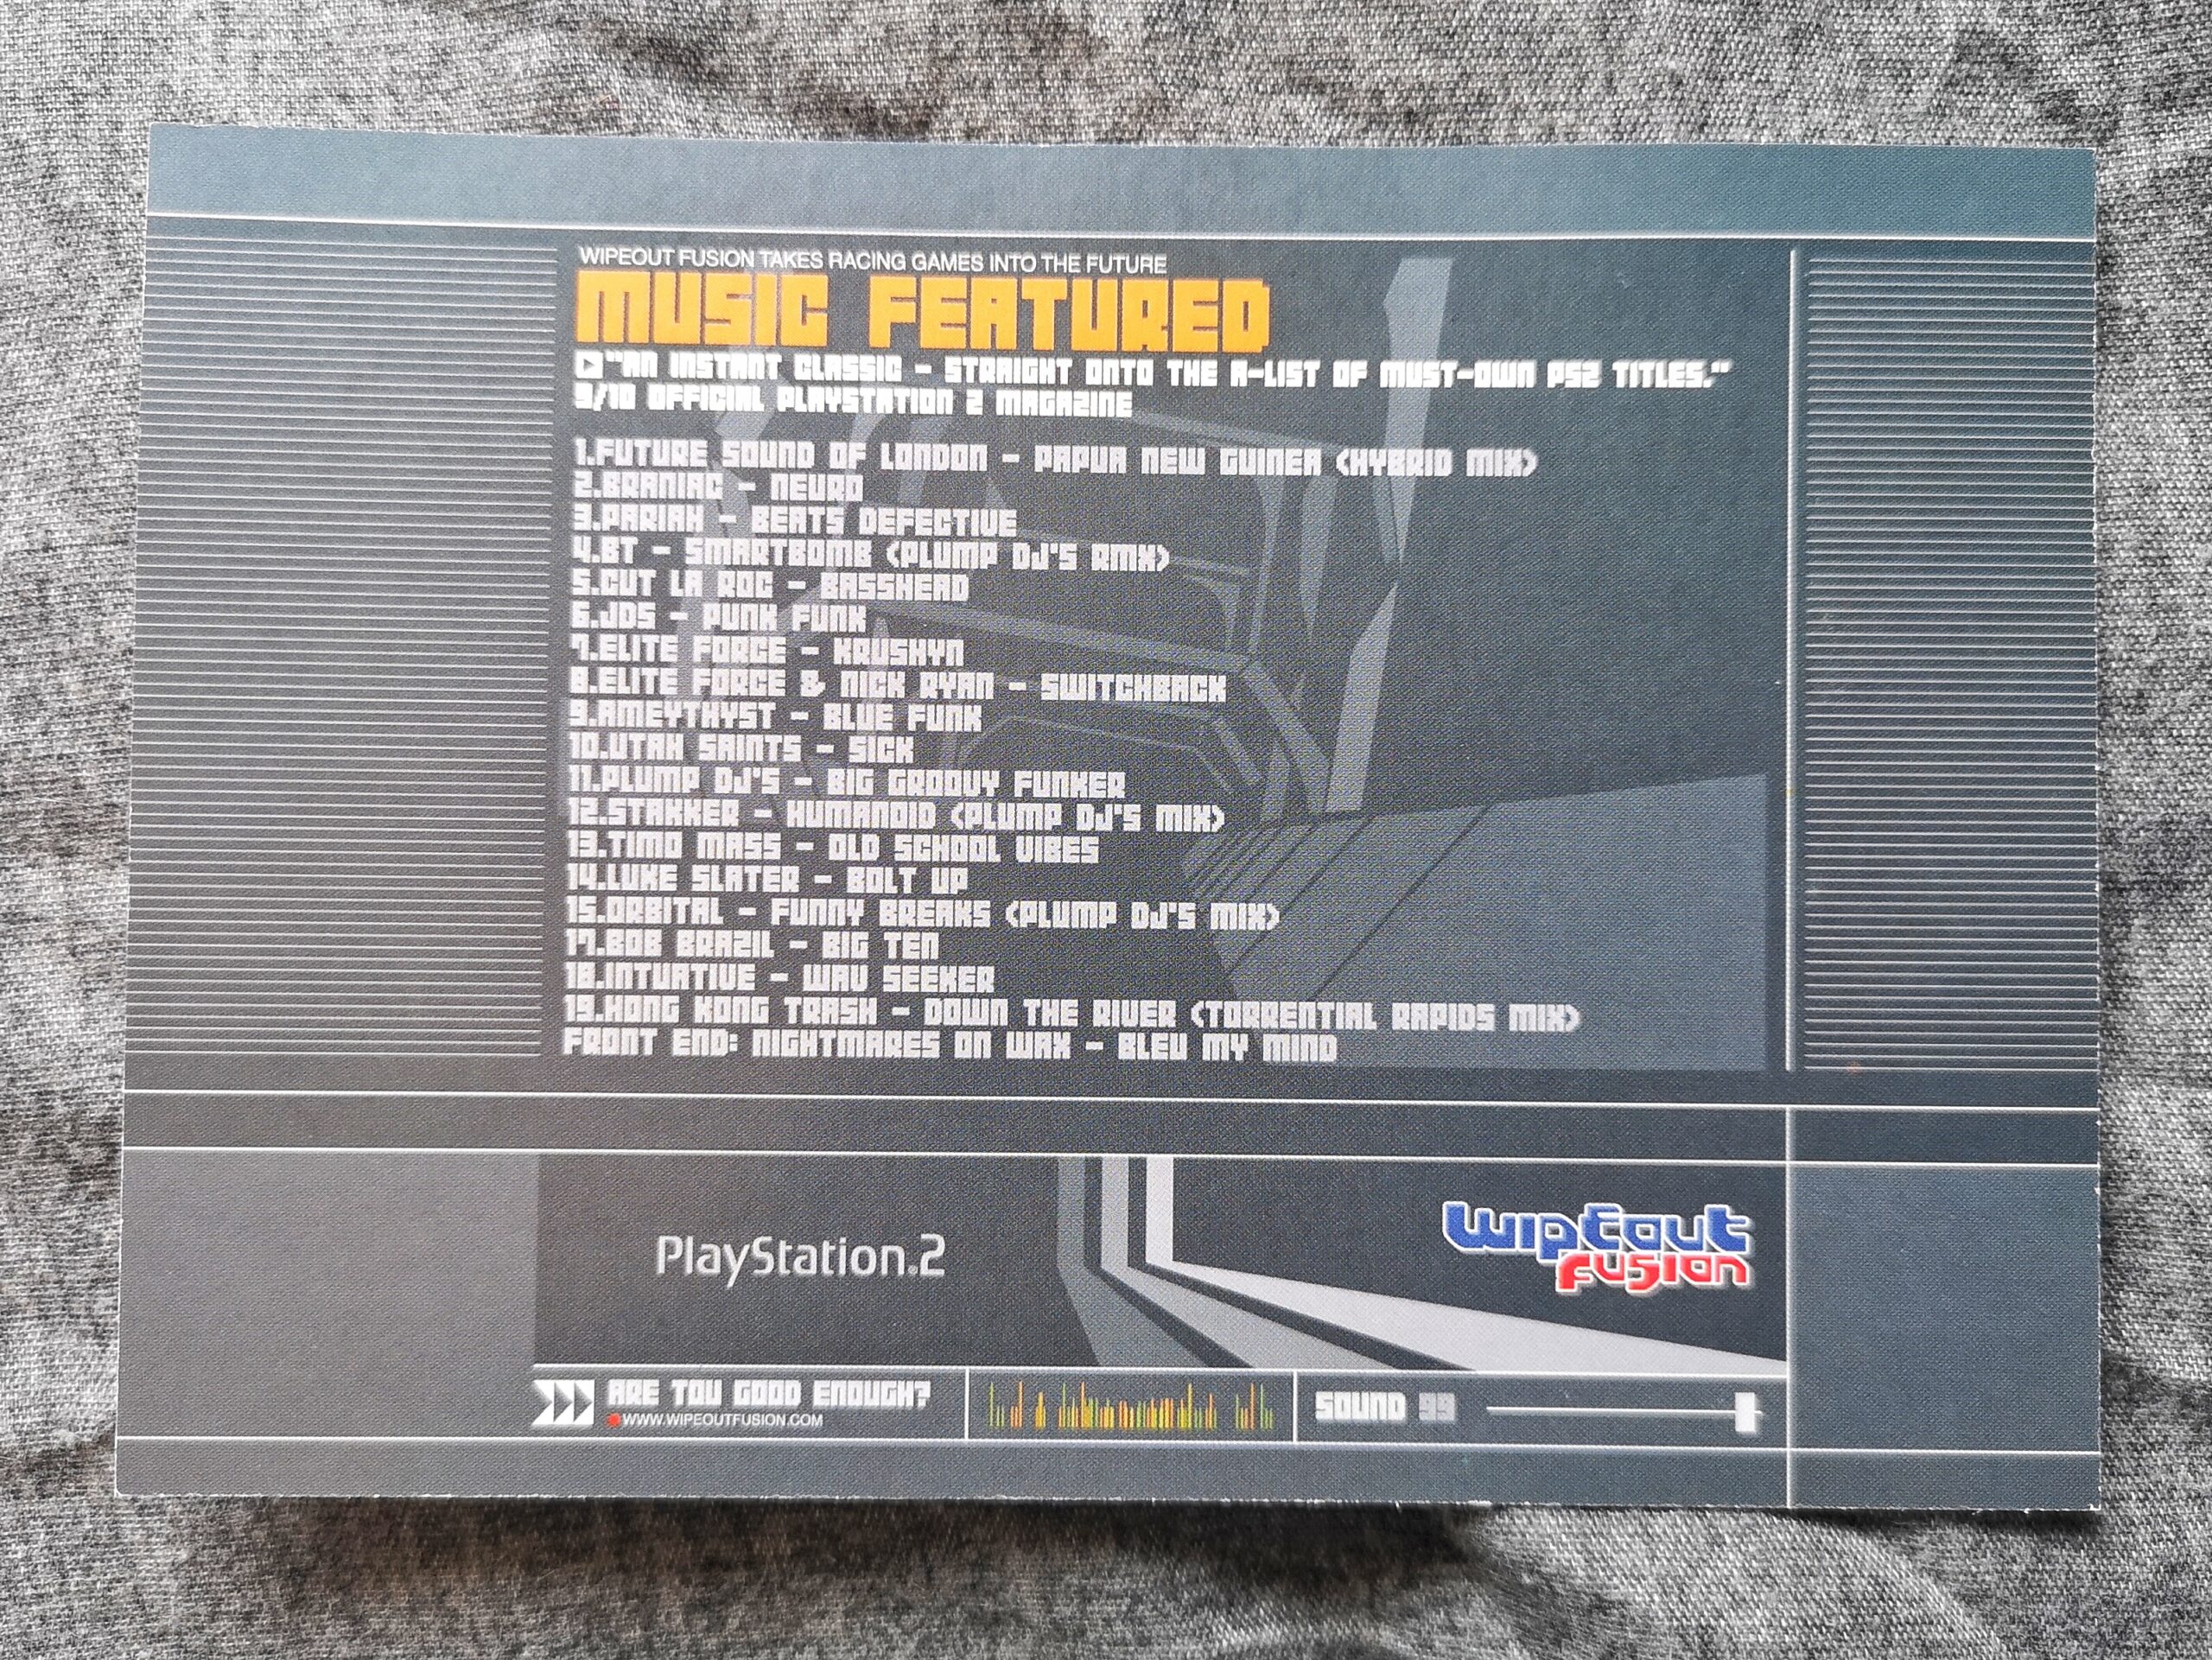 WIPEOUT FUSION TAKES RACING GAMES INTO THE FUTURE
MUSIC FEATURED
"AN INSTANT CLASSIC - STRAIGHT ONTO THE A-LIST OF MUST-OWN PS2 TITLES."
9/10 OFFICIAL PLAYSTATION 2 MAGAZINE
1.FUTURE SOUND OF LONDON - PAPUA NEW GUINEA (HYBRID MIX)
2.BRANIAC - NEURO
3.PARIAH - BEATS DEFECTIVE
4.BT - SMARTBOMB (PLUMP DJ'S RMX)
5.CUT LA ROC - BASSHEAD
6.JDS - PUNK FUNK
7.ELITE FORCE - KRUSHYN
8.ELITE FORCE & NICK RYAN - SWITCHBACK
9.AMEYTHYST - BLUE FUNK
10.UTAH SAINTS - SICK
11.PLUMP DJ'S - BIG GROOVY FUNKER
12.STAKKER - HUMANOID (PLUMP DJ'S MIX)
13.TIMO MASS - OLD SCHOOL VIBES
14.LUKE SLATER - BOLT UP
15.ORBITAL - FUNNY BREAKS (PLUMP DJ'S MIX)
17.BOB BRAZIL - BIG TEN
18.INTUATIVE - WAV SEEKER
19.HONG KONG TRASH - DOWN THE RIVER (TORRENTIAL RAPIDS MIX)
FRONT END: NIGHTMARES ON WAX - BLEU MY MIND
PlayStation.2
wipEout
fusion
ARE YOU GOOD ENOUGH?
WWW.WIPEOUTFUSION.COM
SOUND 99